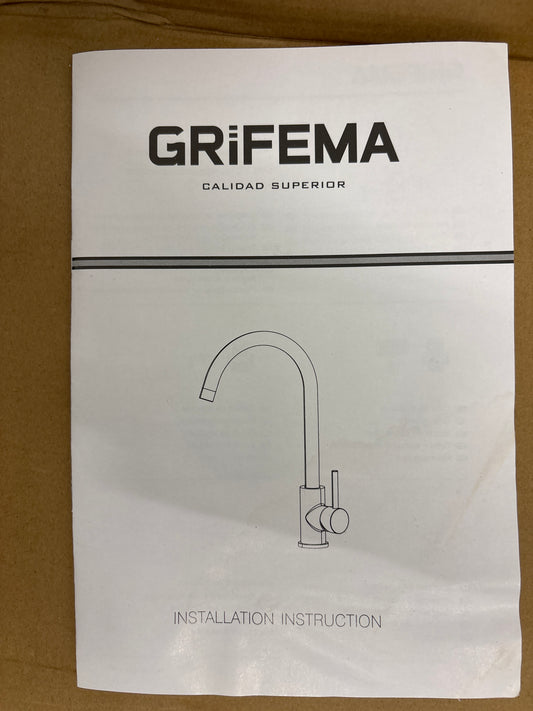 GRiFEMA
CALIDAD SUPERIOR
INSTALLATION INSTRUCTION